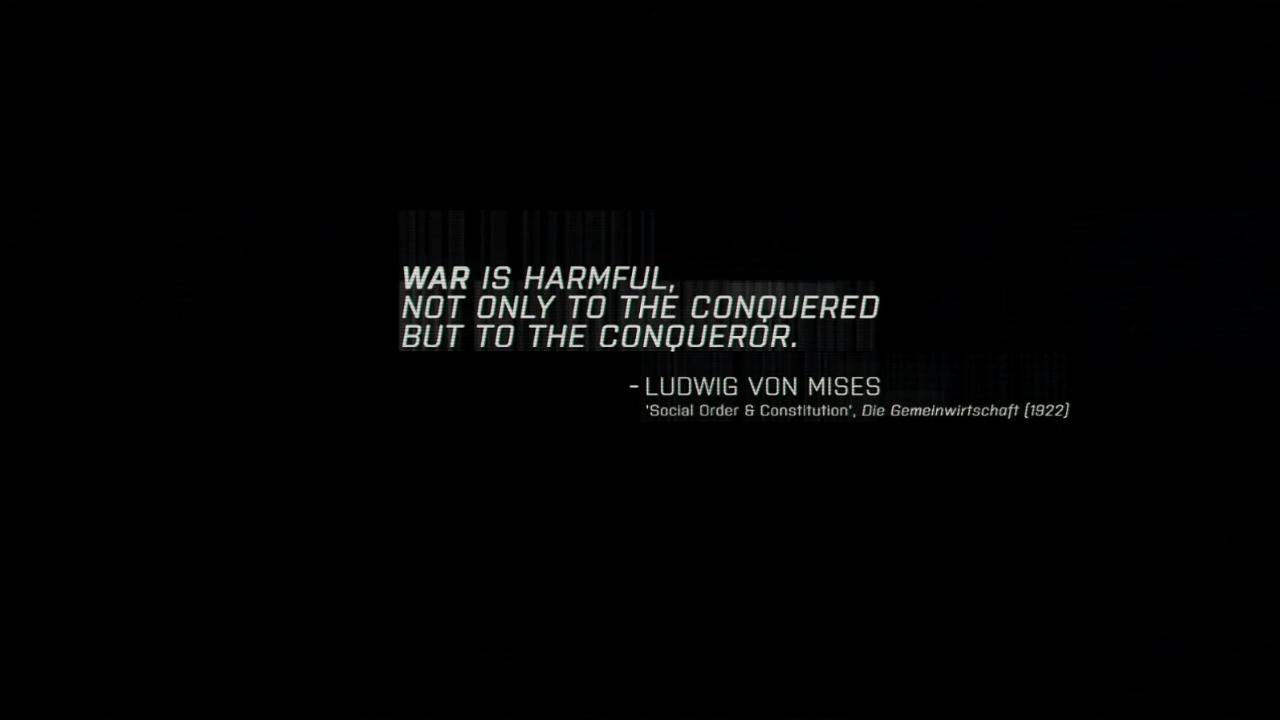 WAR IS HARMFUL,
NOT ONLY TO THE CONQUERED
BUT TO THE CONQUEROR.
- LUDWIG VON MISES
'Social Order & Constitution', Die Gemeinwirtschaft (1922)